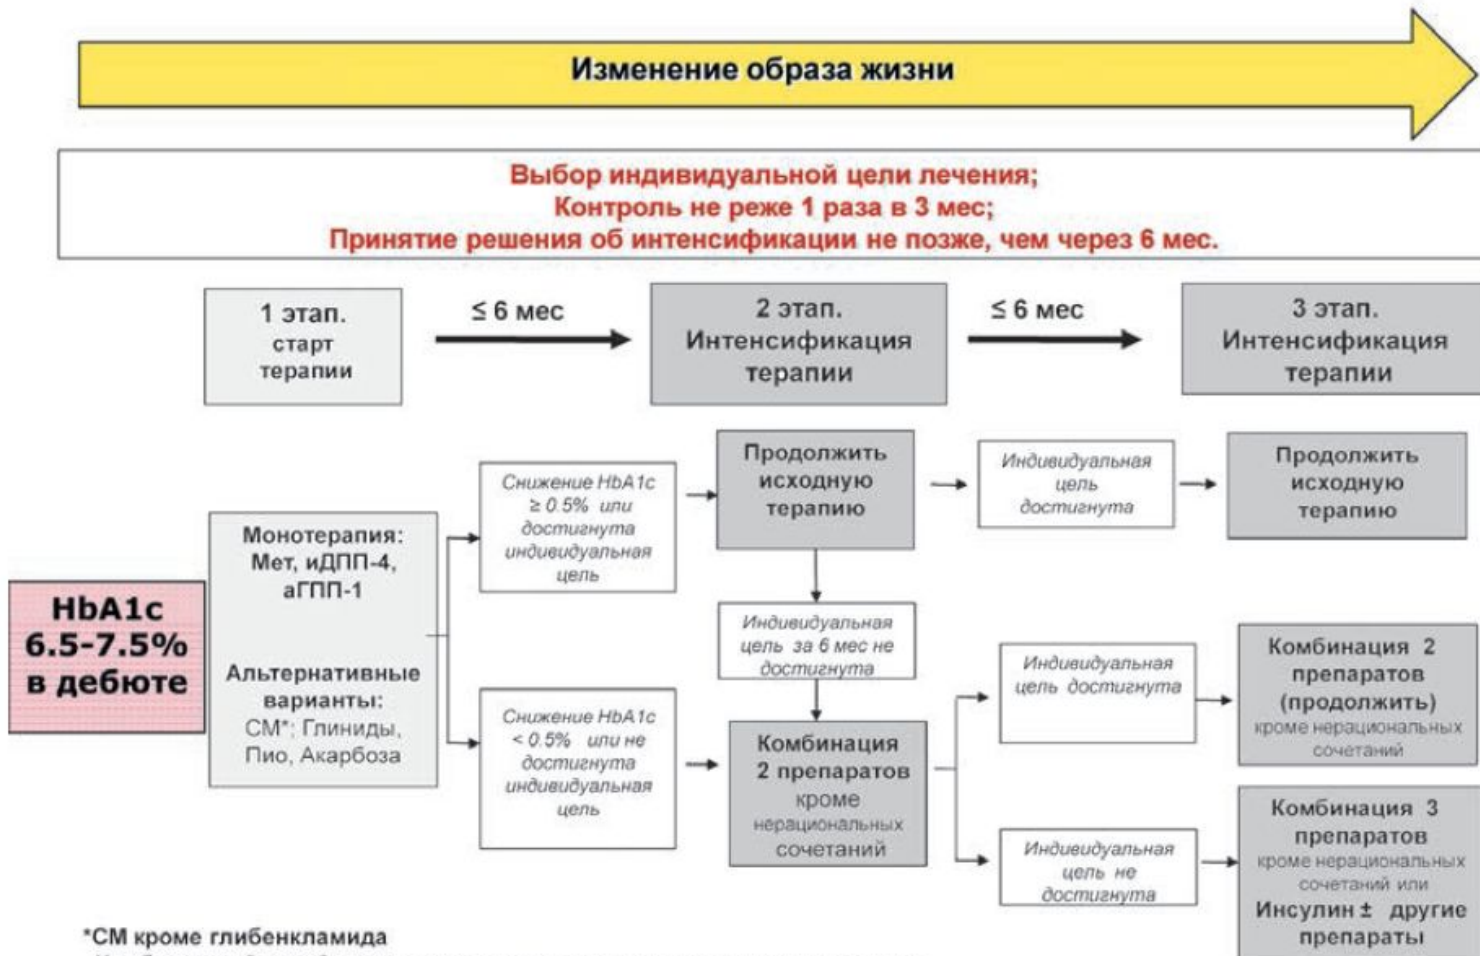 Изменение образа жизни
Выбор индивидуальной цели лечения;
Контроль не реже 1 раза в 3 мес;
Принятие решения об интенсификации не позже, чем через 6 мес.
1 этап.
старт
терапии
≤ 6 мес
2 этап.
Интенсификация
терапии
≤ 6 мес
3 этап.
Интенсификация
терапии
HbA1c
6.5-7.5%
в дебюте
Монотерапия:
Мет, иДПП-4,
аГПП-1
Альтернативные
варианты:
СМ*; Глиниды,
Пио, Акарбоза
Снижение HbA1c
≥ 0.5% или
достигнута
индивидуальная
цель
Продолжить
исходную
терапию
Индивидуальная
цель
достигнута
Продолжить
исходную
терапию
Индивидуальная
цель за 6 мес не
достигнута
Снижение HbA1c
< 0.5% или не
достигнута
индивидуальная
цель
Комбинация
2 препаратов
кроме
нерациональных
сочетаний
Индивидуальная
цель достигнута
Комбинация 2
препаратов
(продолжить)
кроме нерациональных
сочетаний
Индивидуальная
цель не
достигнута
Комбинация 3
препаратов
кроме нерациональных
сочетаний или
Инсулин ± другие
препараты
*СМ кроме глибенкламида